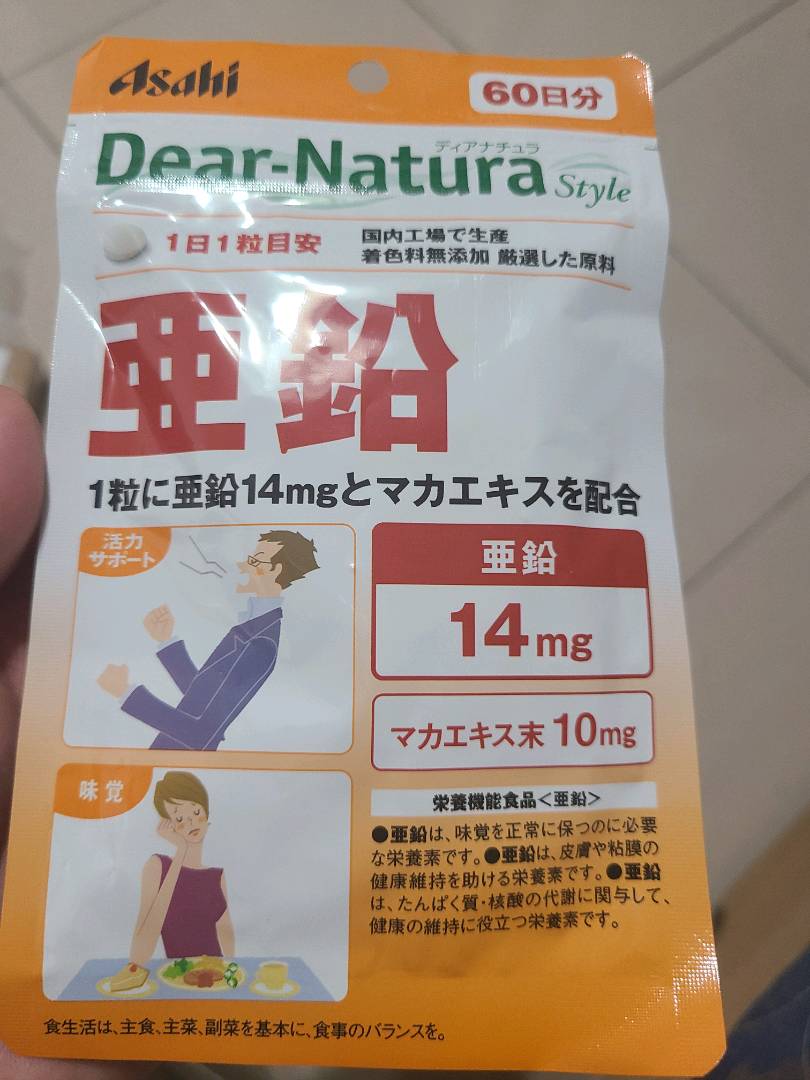 Asahi
60日分
ディアナチュラ
Dear-Natura Style
1日1粒目安
国内工場で生産
着色料無添加 厳選した原料
亜鉛
1粒に亜鉛14mgとマカエキスを配合
活力
サポート
亜鉛
14mg
マカエキス末 10mg
味覚
栄養機能食品<亜鉛>
●亜鉛は、味覚を正常に保つのに必要
な栄養素です。●亜鉛は、皮膚や粘膜の
健康維持を助ける栄養素です。●亜鉛
は、たんぱく質・核酸の代謝に関与して、
健康の維持に役立つ栄養素です。
食生活は、主食、主菜、副菜を基本に、食事のバランスを。